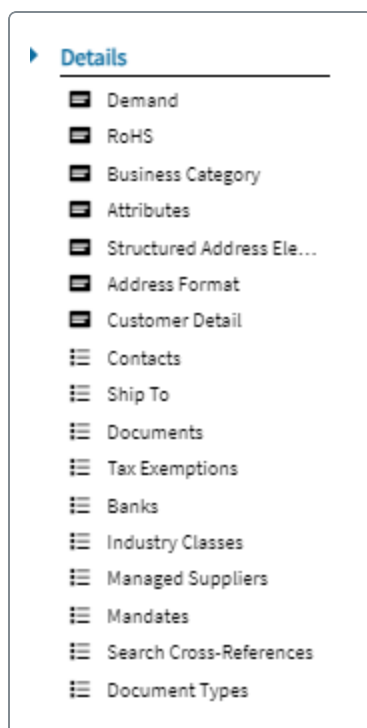 Details
Demand
RoHS
Business Category
Attributes
Structured Address Ele...
Address Format
Customer Detail
Contacts
Ship To
Documents
Tax Exemptions
Banks
Industry Classes
Managed Suppliers
Mandates
Search Cross-References
Document Types